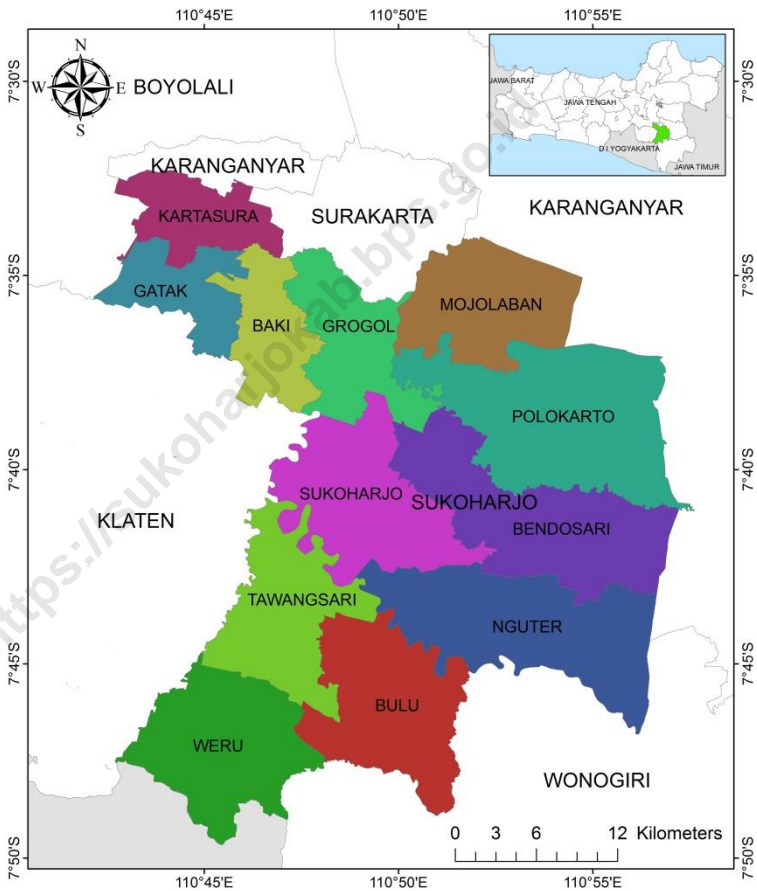 110°45'E 110°50'E 110°55'E
7°30'S 7°30'S
N
W E
S
BOYOLALI
JAWA BARAT
JAWA TENGAH
D I YOGYAKARTA
JAWA TIMUR
KARANGANYAR
KARTASURA
SURAKARTA
KARANGANYAR
7°35'S 7°35'S
GATAK
BAKI
GROGOL
MOJOLABAN
POLOKARTO
7°40'S 7°40'S
SUKOHARJO
SUKOHARJO
KLATEN
BENDOSARI
TAWANGSARI
NGUTER
7°45'S 7°45'S
BULU
WERU
WONOGIRI
0 3 6 12 Kilometers
7°50'S 7°50'S
110°45'E 110°50'E 110°55'E
https://sukoharjokab.bps.go.id